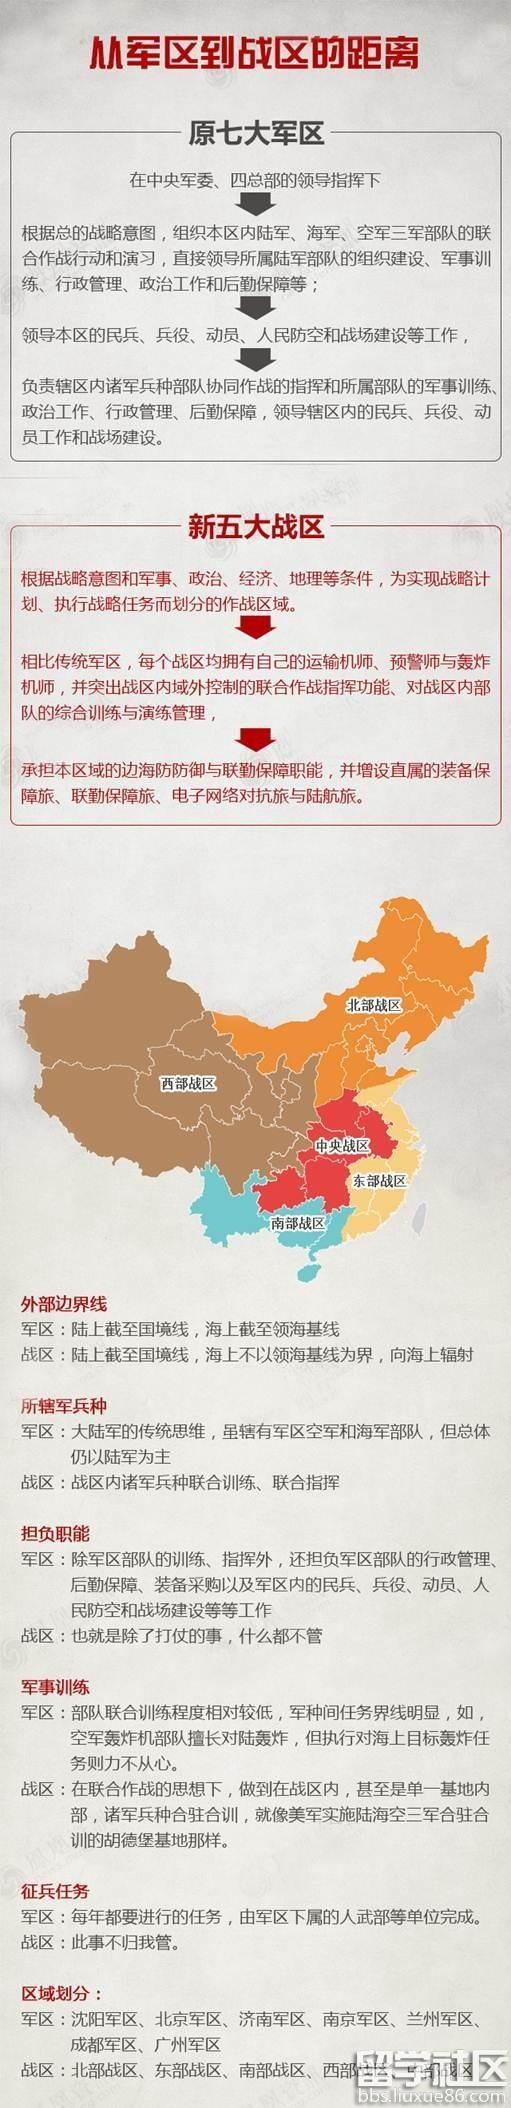 从军区到战区的距离
原七大军区
在中央军委、四总部的领导指挥下
根据总的战略意图，组织本区内陆军、海军、空军三军部队的联
合作战行动和演习，直接领导所属陆军部队的组织建设、军事训
练、行政管理、政治工作和后勤保障等；
领导本区的民兵、兵役、动员、人民防空和战场建设等工作，
负责辖区内诸军兵种部队协同作战的指挥和所属部队的军事训练、
政治工作、行政管理、后勤保障，领导辖区内的民兵、兵役、动
员工作和战场建设。
新五大战区
根据战略意图和军事、政治、经济、地理等条件，为实现战略计
划、执行战略任务而划分的作战区域。
相比传统军区，每个战区均拥有自己的运输机师、预警师与轰炸
机师，并突出战区内域外控制的联合作战指挥功能、对战区内部
队的综合训练与演练管理，
承担本区域的边海防防御与联勤保障职能，并增设直属的装备保
障旅、联勤保障旅、电子网络对抗旅与陆航旅。
北部战区
西部战区
中央战区
东部战区
南部战区
外部边界线
军区：陆上截至国境线，海上截至领海基线
战区：陆上截至国境线，海上不以领海基线为界，向海上辐射
所辖军兵种
军区：大陆军的传统思维，虽辖有军区空军和海军部队，但总体
仍以陆军为主
战区：战区内诸军兵种联合训练、联合指挥
担负职能
军区：除军区部队的训练、指挥外，还担负军区部队的行政管理、
后勤保障、装备采购以及军区内的民兵、兵役、动员、人
民防空和战场建设等等工作
战区：也就是除了打仗的事，什么都不管
军事训练
军区：部队联合训练程度相对较低，军种间任务界线明显，如，
空军轰炸机部队擅长对陆轰炸，但执行对海上目标轰炸任
务则力不从心。
战区：在联合作战的思想下，做到在战区内，甚至是单一基地内
部，诸军兵种合驻合训，就像美军实施陆海空三军合驻合
训的胡德堡基地那样。
征兵任务
军区：每年都要进行的任务，由军区下属的人武部等单位完成。
战区：此事不归我管。
区域划分：
军区：沈阳军区、北京军区、济南军区、南京军区、兰州军区、
成都军区、广州军区
战区：北部战区、东部战区、南部战区、西部战区、中部战区
留学社区
bbs.liuxue86.com